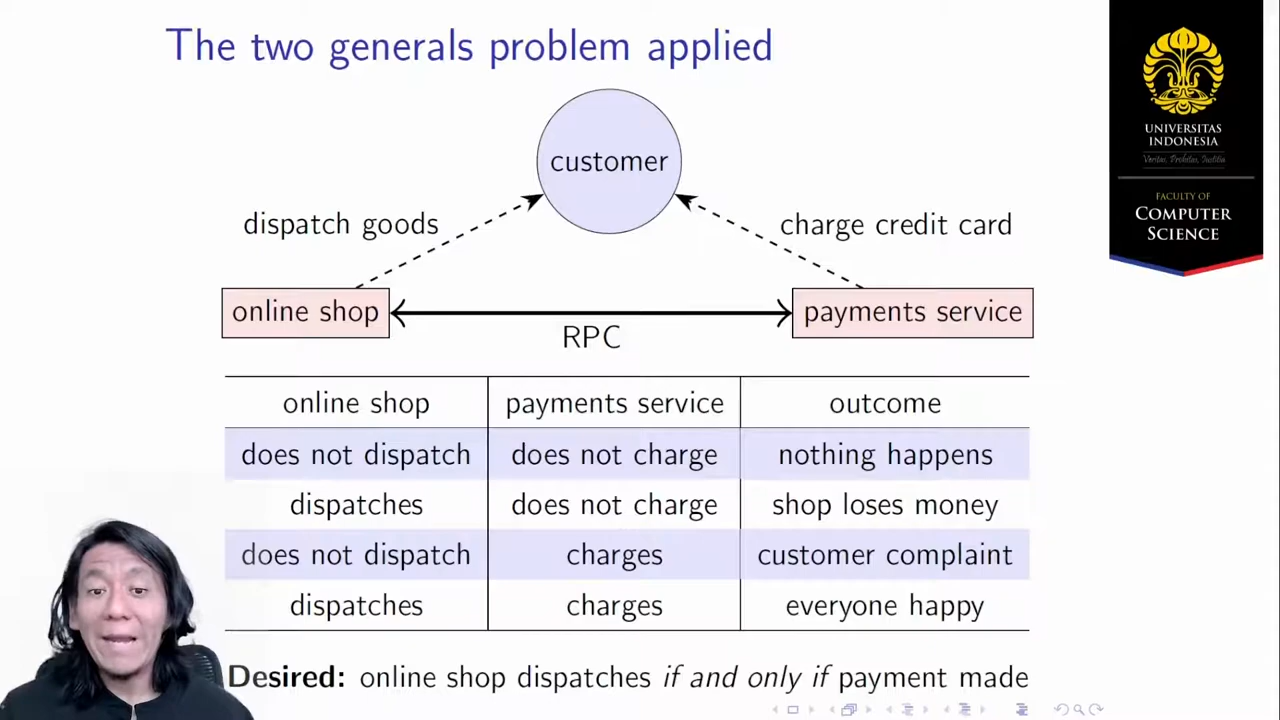 The two generals problem applied
UNIVERSITAS
INDONESIA
Veritas, Probitas, Iustitia
FACULTY OF
COMPUTER
SCIENCE
customer
dispatch goods
charge credit card
online shop
payments service
RPC
online shop payments service outcome
does not dispatch does not charge nothing happens
dispatches does not charge shop loses money
does not dispatch charges customer complaint
dispatches charges everyone happy
Desired: online shop dispatches if and only if payment made